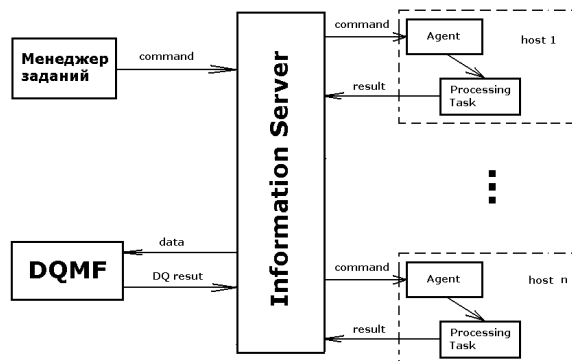 Менеджер
заданий
command
Information Server
command
Agent
host 1
result
Processing
Task
data
DQMF
DQ resut
command
Agent
host n
result
Processing
Task